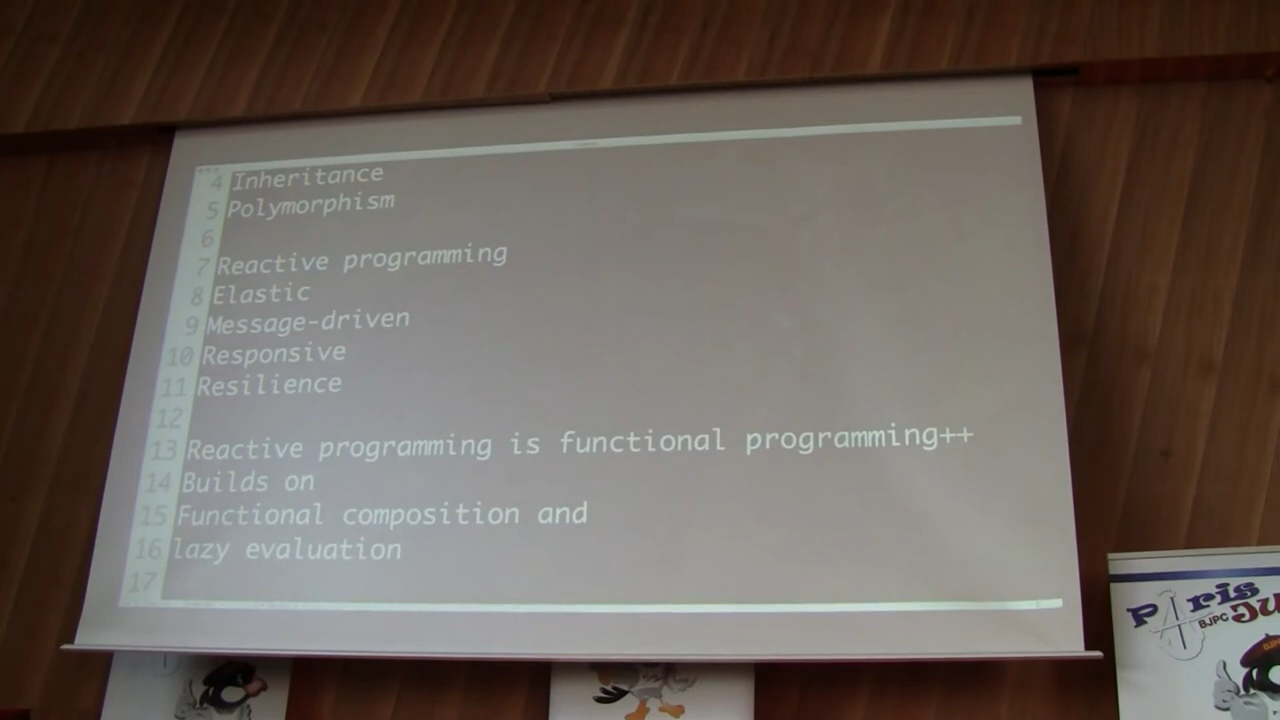 4 Inheritance
5 Polymorphism
6
7 Reactive programming
8 Elastic
9 Message-driven
10 Responsive
11 Resilience
12
13 Reactive programming is functional programming++
14 Builds on
15 Functional composition and
16 lazy evaluation
17
Paris
BJPC